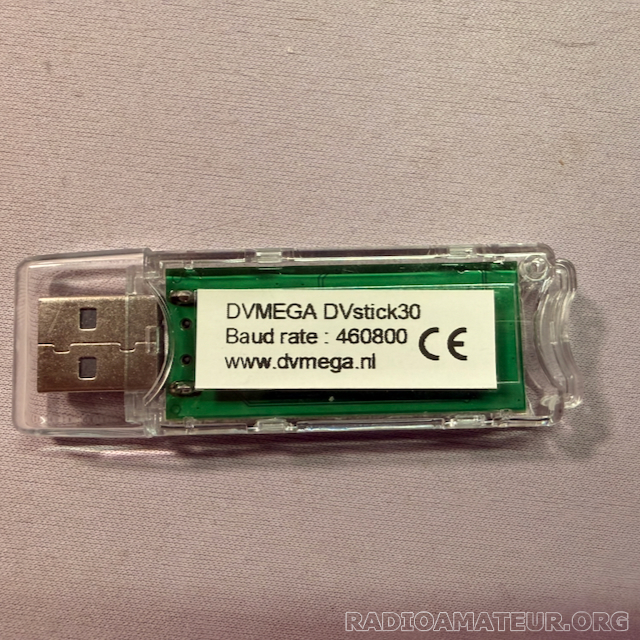 DVMEGA DVstick30
Baud rate : 460800
www.dvmega.nl
CE
RADIOAMATEUR.ORG